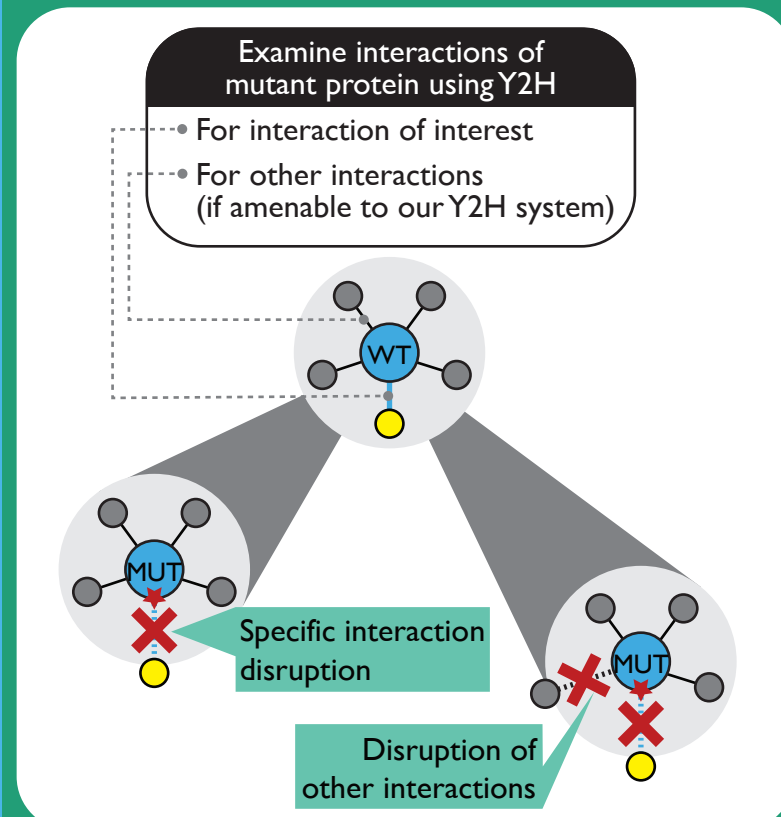 Examine interactions of
mutant protein using Y2H
For interaction of interest
For other interactions
(if amenable to our Y2H system)
WT
MUT
Specific interaction
disruption
MUT
Disruption of
other interactions